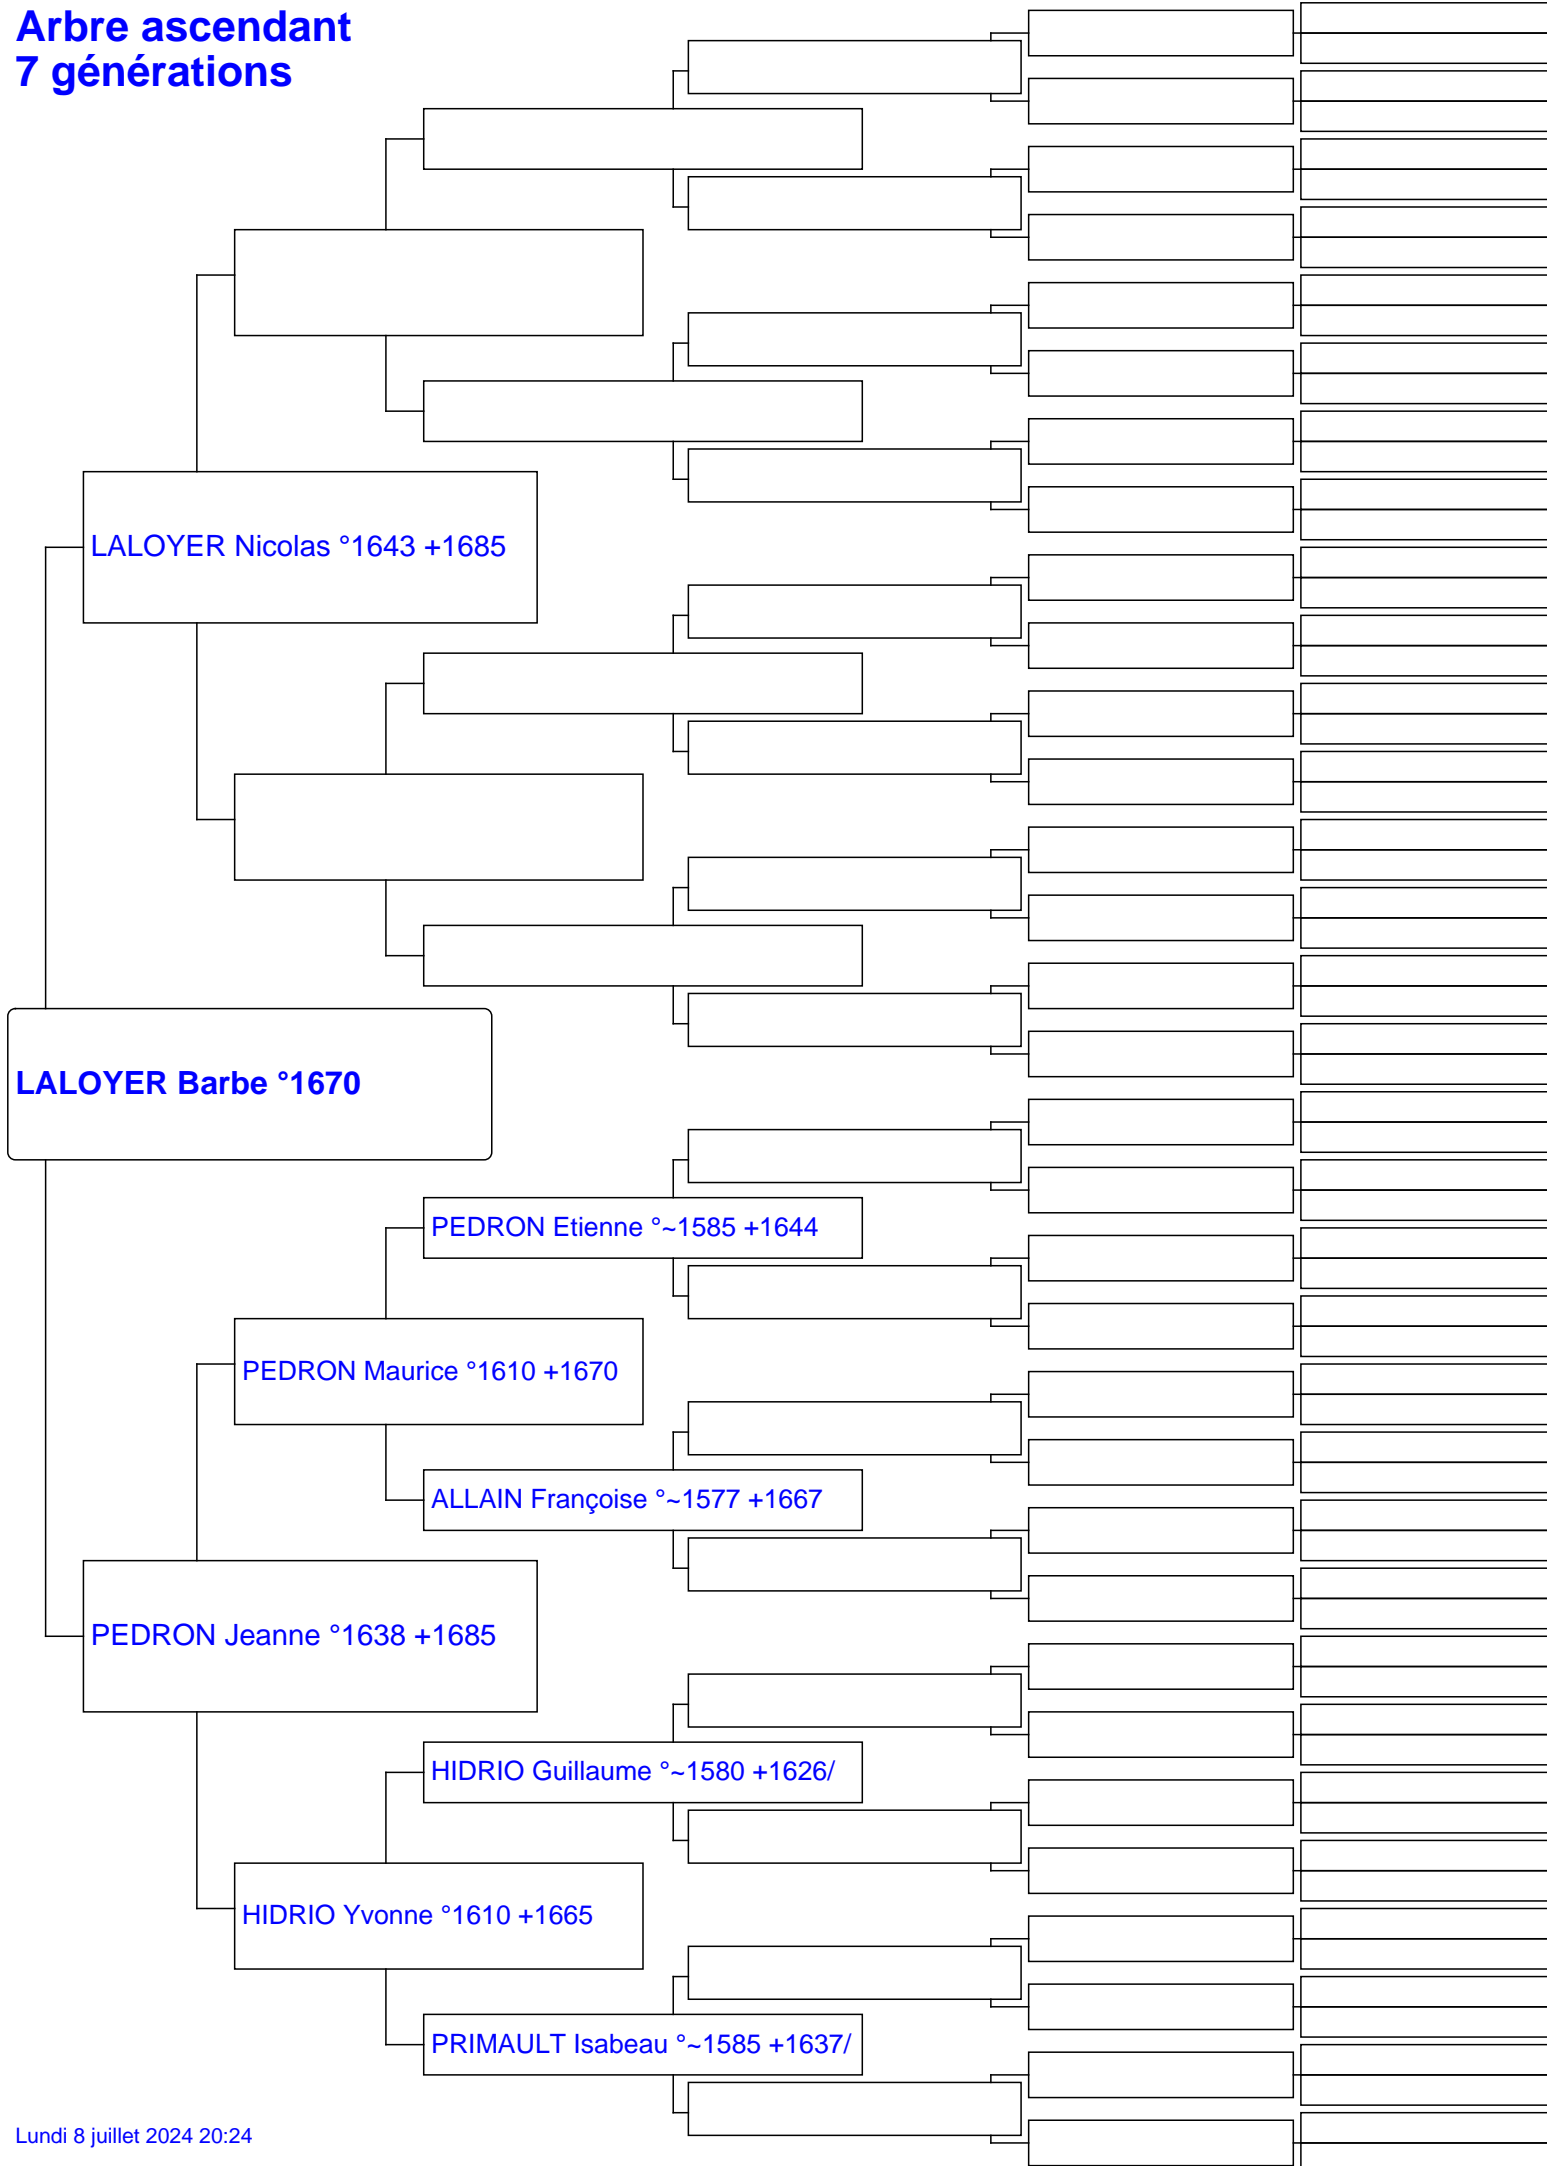 Arbre ascendant
7 générations
LALOYER Nicolas °1643 +1685
LALOYER Barbe °1670
PEDRON Etienne °~1585 +1644
PEDRON Maurice °1610 +1670
ALLAIN Françoise °~1577 +1667
PEDRON Jeanne °1638 +1685
HIDRIO Guillaume °~1580 +1626/
HIDRIO Yvonne °1610 +1665
PRIMAULT Isabeau °~1585 +1637/
Lundi 8 juillet 2024 20:24